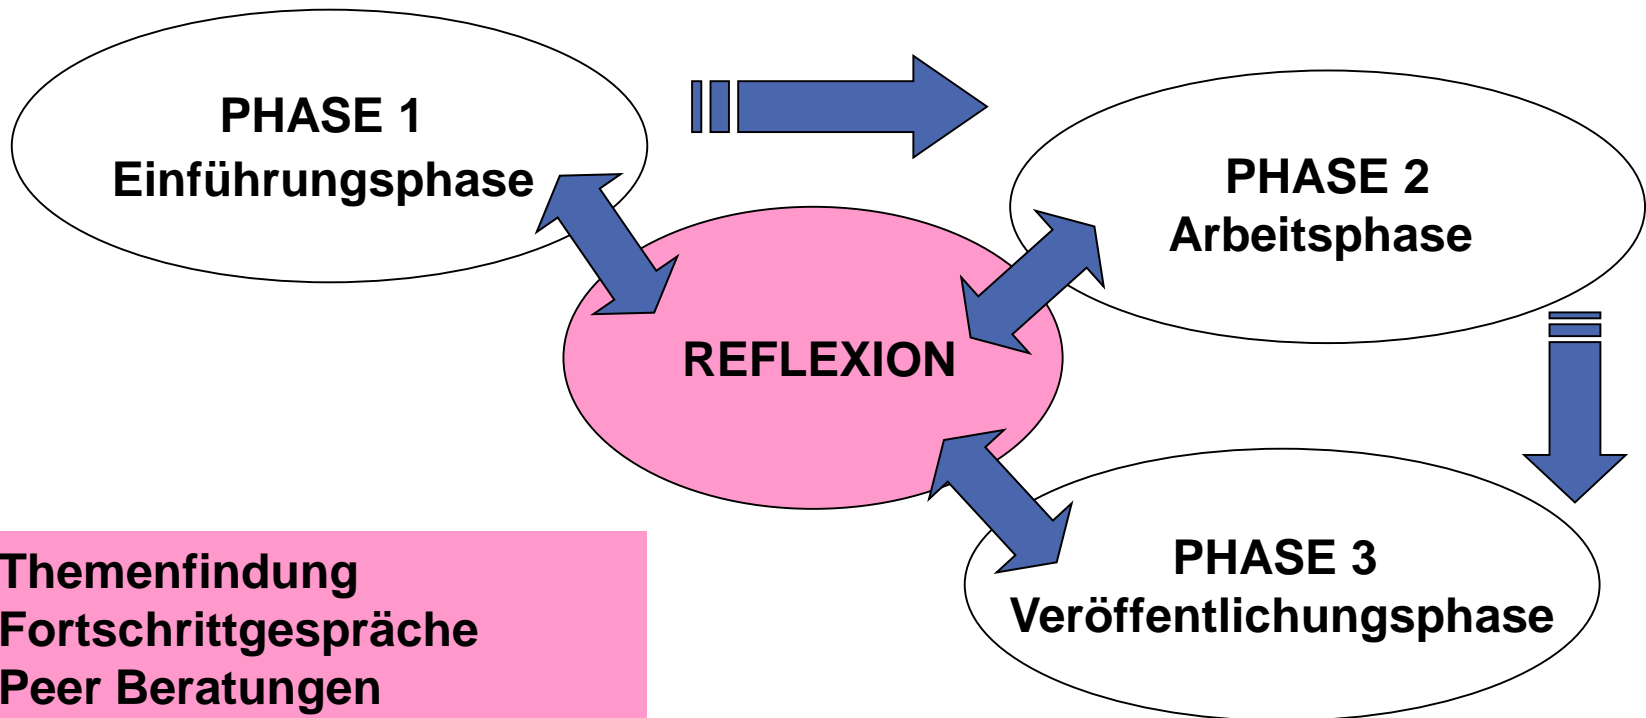 PHASE 1
Einführungsphase
PHASE 2
Arbeitsphase
REFLEXION
PHASE 3
Veröffentlichungsphase
Themenfindung
Fortschrittgespräche
Peer Beratungen